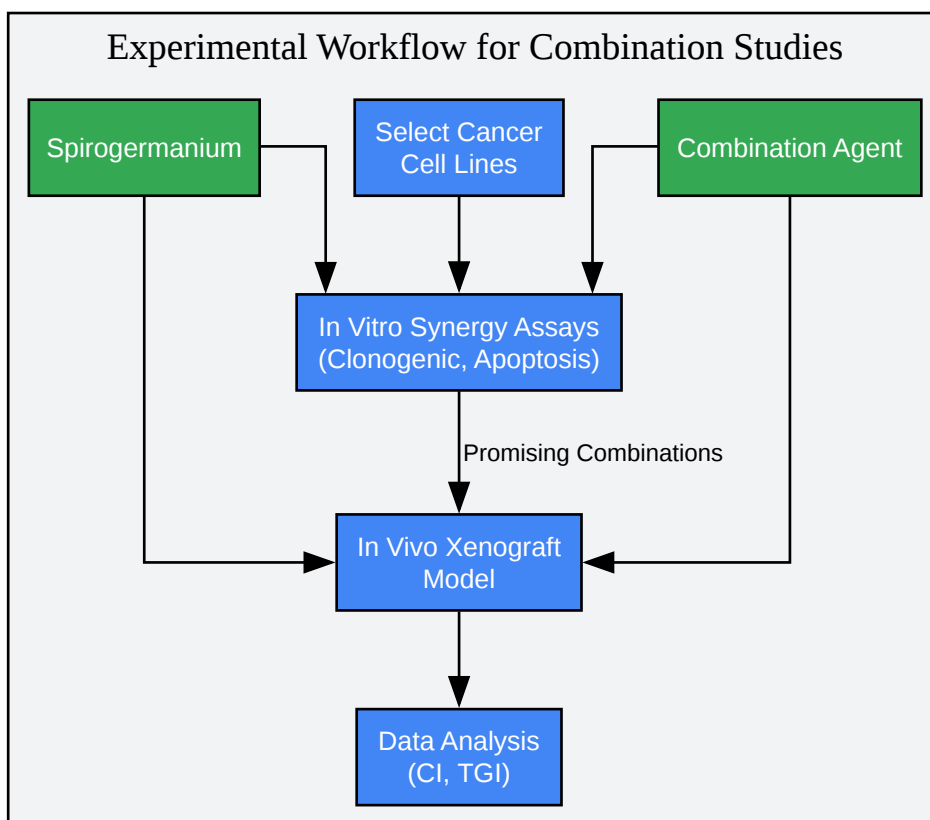 Experimental Workflow for Combination Studies
Spirogermanium
Select Cancer
Cell Lines
Combination Agent
In Vitro Synergy Assays
(Clonogenic, Apoptosis)
Promising Combinations
In Vivo Xenograft
Model
Data Analysis
(CI, TGI)